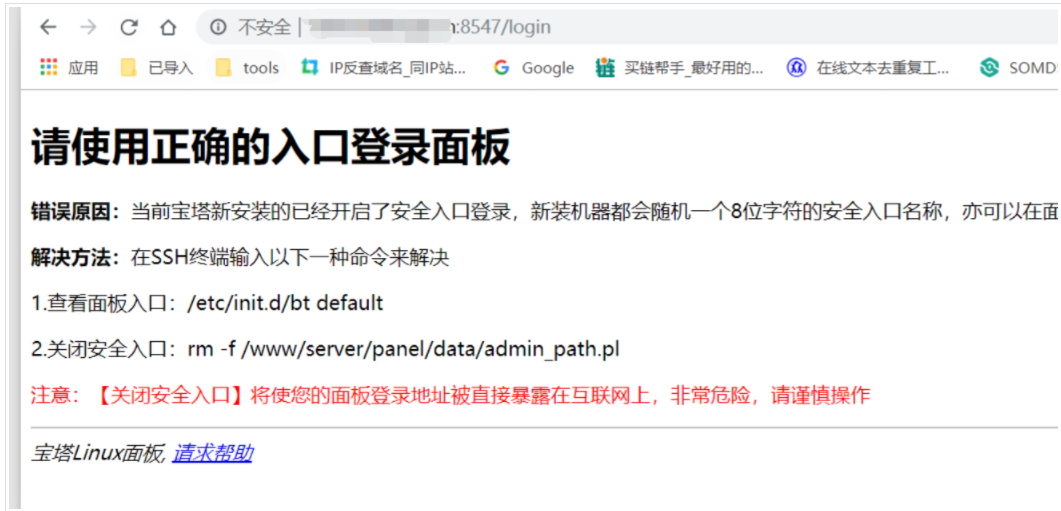 不安全 | :8547/login
应用 已导入 tools IP反查域名_同IP站... Google 买链帮手_最好用的... 在线文本去重复工... SOMD
请使用正确的入口登录面板
错误原因：当前宝塔新安装的已经开启了安全入口登录，新装机器都会随机一个8位字符的安全入口名称，亦可以在面
解决方法：在SSH终端输入以下一种命令来解决
1.查看面板入口：/etc/init.d/bt default
2.关闭安全入口：rm -f /www/server/panel/data/admin_path.pl
注意：【关闭安全入口】将使您的面板登录地址被直接暴露在互联网上，非常危险，请谨慎操作
宝塔Linux面板, 请求帮助